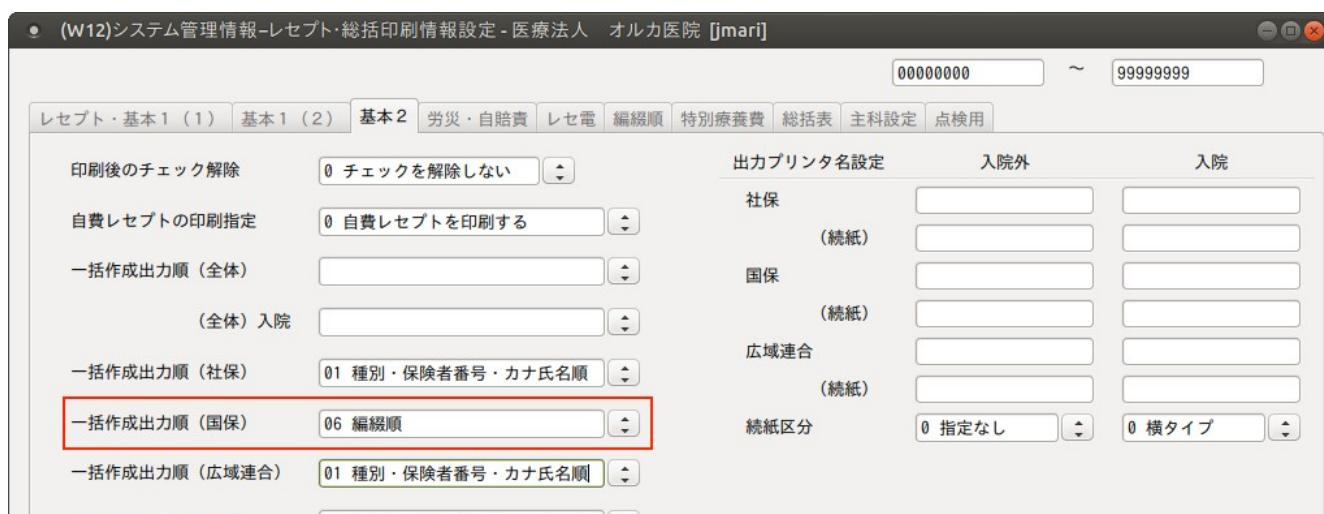 (W12)システム管理情報–レセプト・総括印刷情報設定 - 医療法人　オルカ医院 [jmari]
00000000 ～ 99999999
レセプト・基本１（１） 基本１（２） 基本２ 労災・自賠責 レセ電 編綴順 特別療養費 総括表 主科設定 点検用
印刷後のチェック解除 0 チェックを解除しない
自費レセプトの印刷指定 0 自費レセプトを印刷する
一括作成出力順（全体）
（全体）入院
一括作成出力順（社保） 01 種別・保険者番号・カナ氏名順
一括作成出力順（国保） 06 編綴順
一括作成出力順（広域連合） 01 種別・保険者番号・カナ氏名順
出力プリンタ名設定 入院外 入院
社保
（続紙）
国保
（続紙）
広域連合
（続紙）
続紙区分 0 指定なし 0 横タイプ